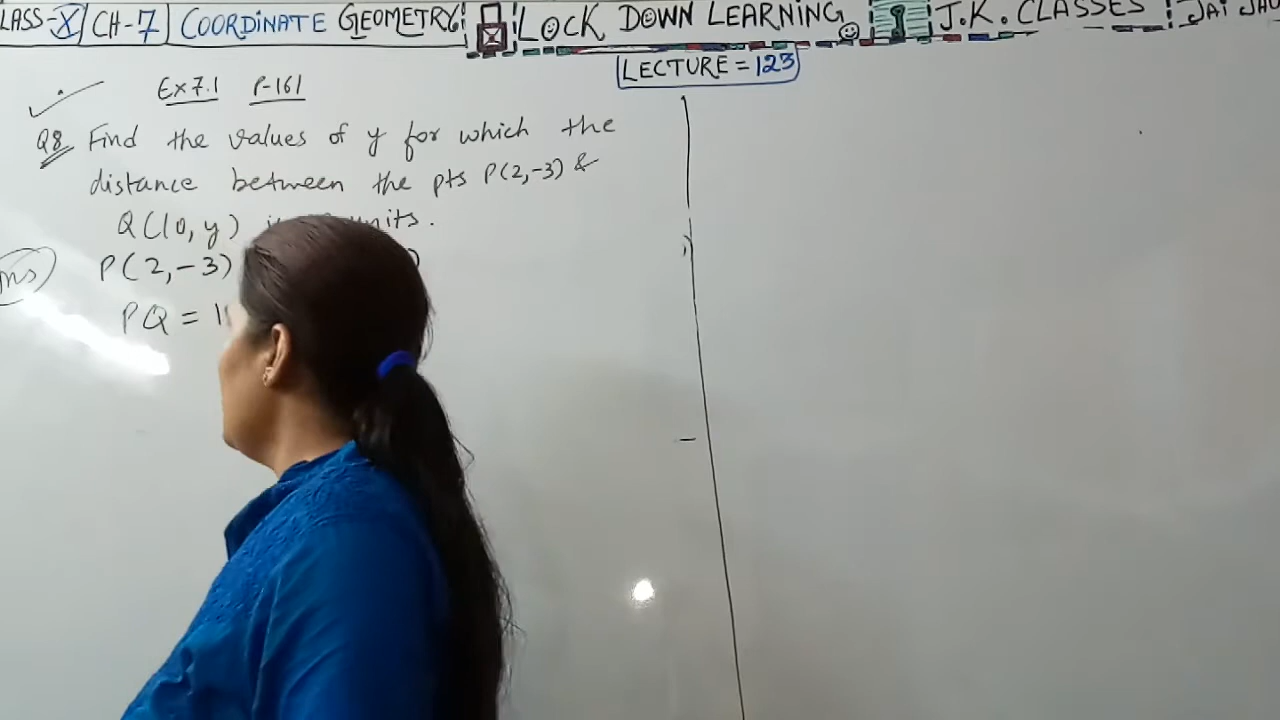 LASS-X CH-7 COORDINATE GEOMETRY LOCK DOWN LEARNING J.K. CLASSES JAI
LECTURE = 123
Ex 7.1 P-161
Q8 Find the values of y for which the
distance between the pts P(2,-3) &
Q(10, y)
P(2,-3)
PQ =